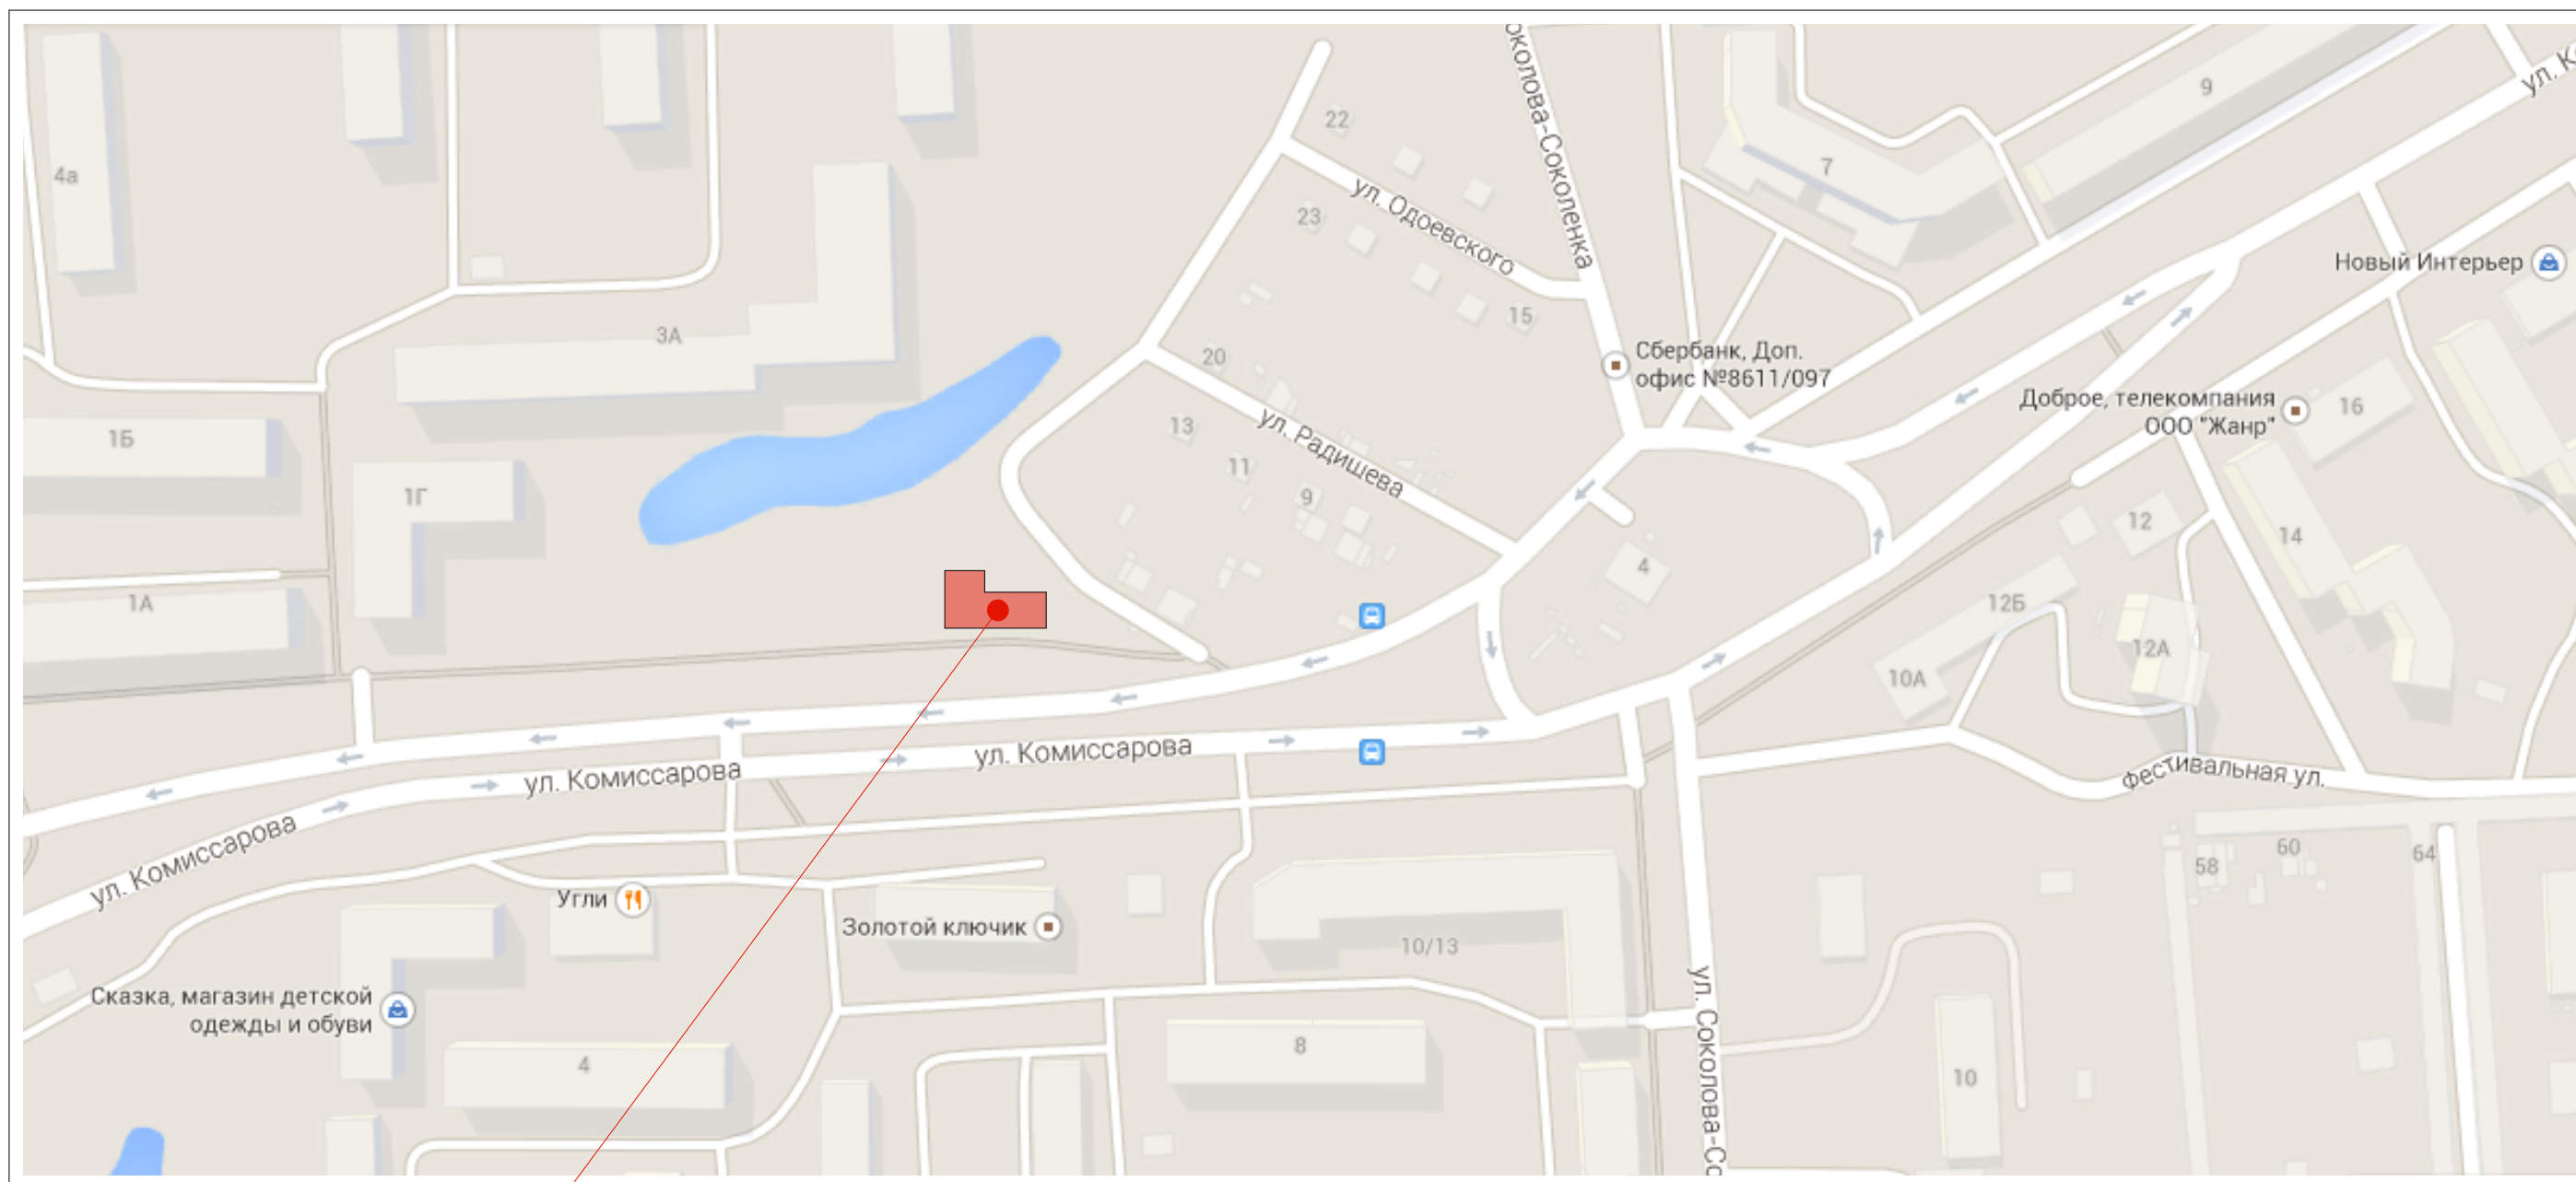 4а
22
ул. Одоевского
23
околова-Соколенка
7
9
ул. К
Новый Интерьер
15
3А
20
Сбербанк, Доп.
офис №8611/097
Доброе, телекомпания
ООО "Жанр"
16
1Б
13
ул. Радищева
11
9
1Г
12
14
4
1А
12Б
12А
10А
ул. Комиссарова
ул. Комиссарова
ул. Комиссарова
Фестивальная ул.
58
60
64
Угли
Золотой ключик
10/13
Сказка, магазин детской
одежды и обуви
4
8
ул. Соколова-Со
10